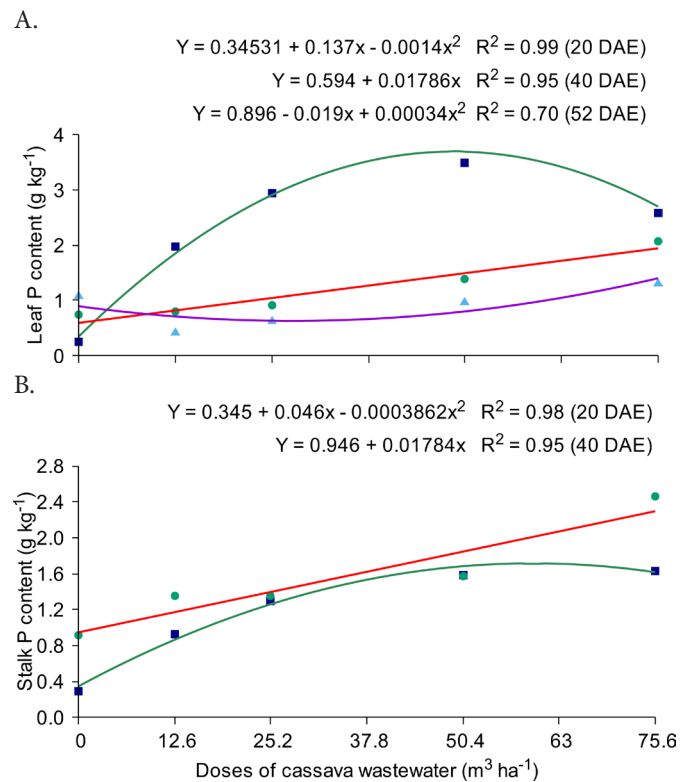 A.
Y = 0.34531 + 0.137x - 0.0014x² R² = 0.99 (20 DAE)
Y = 0.594 + 0.01786x R² = 0.95 (40 DAE)
Y = 0.896 - 0.019x + 0.00034x² R² = 0.70 (52 DAE)
Leaf P content (g kg⁻¹)
4
3
2
1
0
B.
Y = 0.345 + 0.046x - 0.0003862x² R² = 0.98 (20 DAE)
Y = 0.946 + 0.01784x R² = 0.95 (40 DAE)
Stalk P content (g kg⁻¹)
2.8
2.4
2.0
1.6
1.2
0.8
0.4
0.0
0 12.6 25.2 37.8 50.4 63 75.6
Doses of cassava wastewater (m³ ha⁻¹)